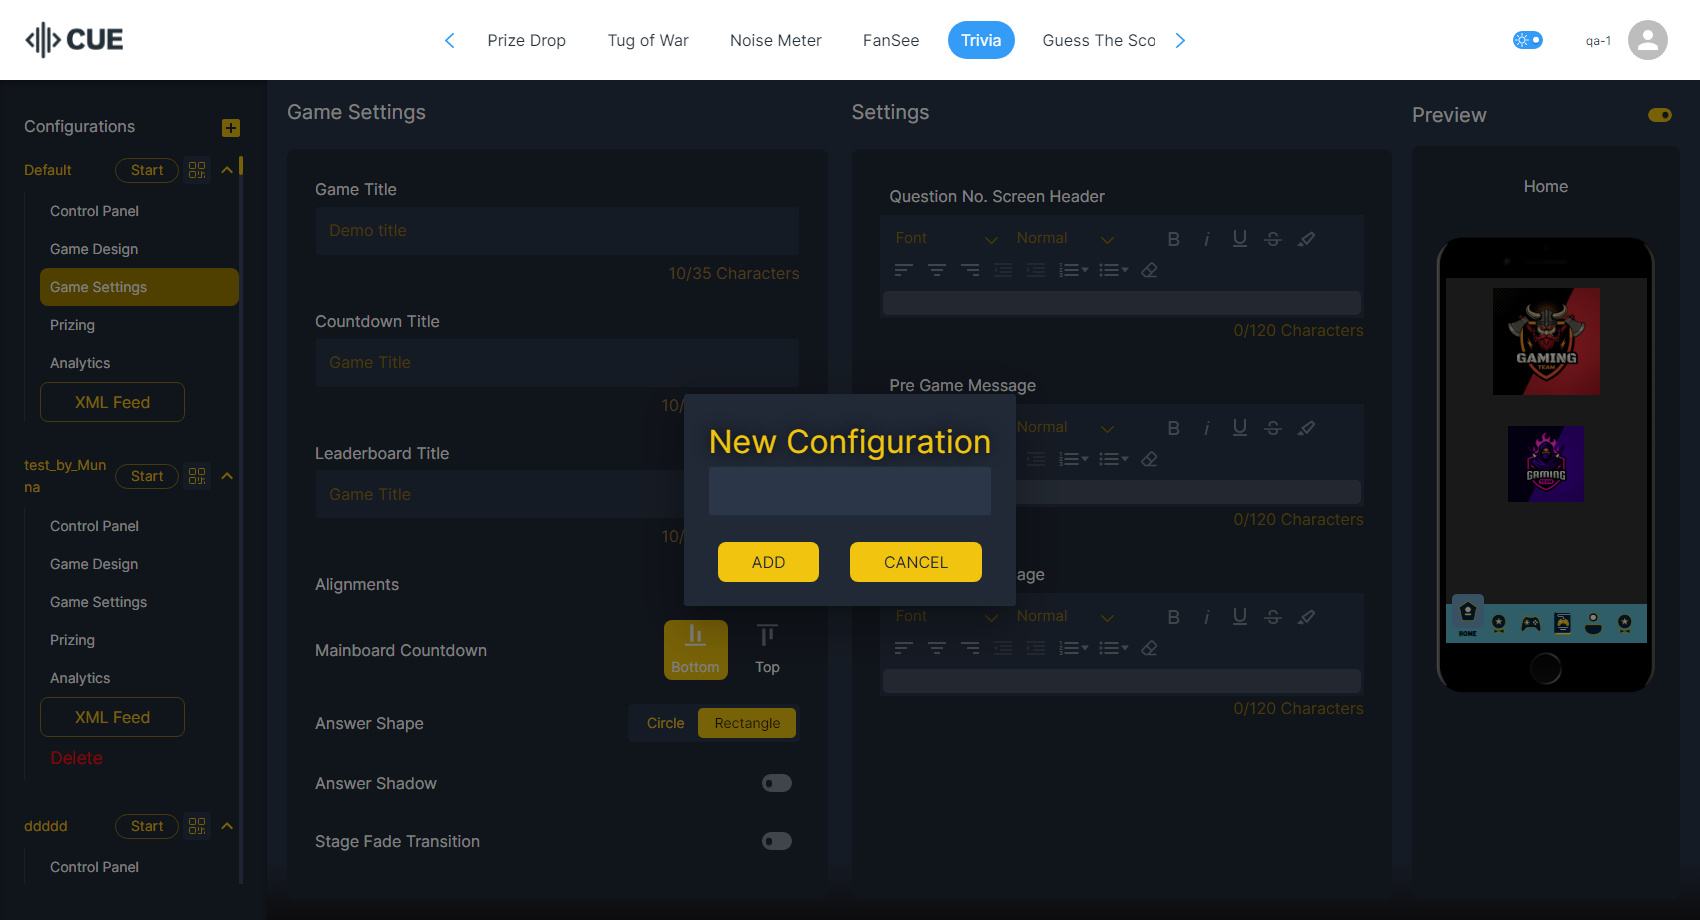 CUE
Prize Drop
Tug of War
Noise Meter
FanSee
Trivia
Guess The Sco
qa-1
Configurations
Default
Start
Control Panel
Game Design
Game Settings
Prizing
Analytics
XML Feed
test_by_Mun
na
Start
Control Panel
Game Design
Game Settings
Prizing
Analytics
XML Feed
Delete
ddddd
Start
Control Panel
Game Settings
Game Title
Demo title
10/35 Characters
Countdown Title
Game Title
10/
Leaderboard Title
Game Title
10/
Alignments
Mainboard Countdown
Bottom
Top
Answer Shape
Circle
Rectangle
Answer Shadow
Stage Fade Transition
New Configuration
ADD
CANCEL
Settings
Question No. Screen Header
Font
Normal
0/120 Characters
Pre Game Message
Normal
0/120 Characters
age
Font
Normal
0/120 Characters
Preview
Home
GAMING
TEAM
GAMING
HOME